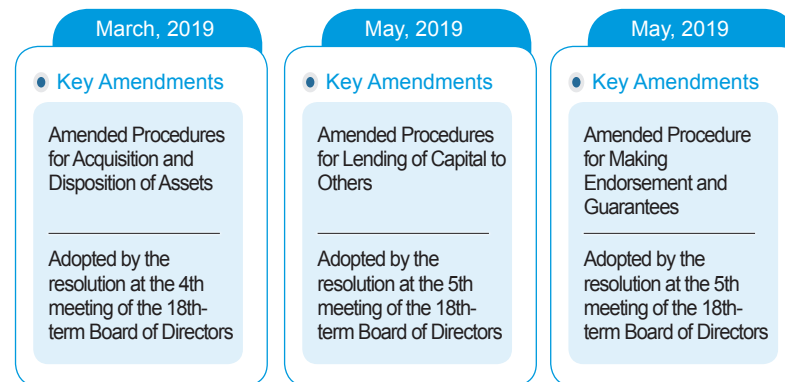 March, 2019
Key Amendments
Amended Procedures
for Acquisition and
Disposition of Assets
Adopted by the
resolution at the 4th
meeting of the 18th-
term Board of Directors
May, 2019
Key Amendments
Amended Procedures
for Lending of Capital to
Others
Adopted by the
resolution at the 5th
meeting of the 18th-
term Board of Directors
May, 2019
Key Amendments
Amended Procedure
for Making
Endorsement and
Guarantees
Adopted by the
resolution at the 5th
meeting of the 18th-
term Board of Directors